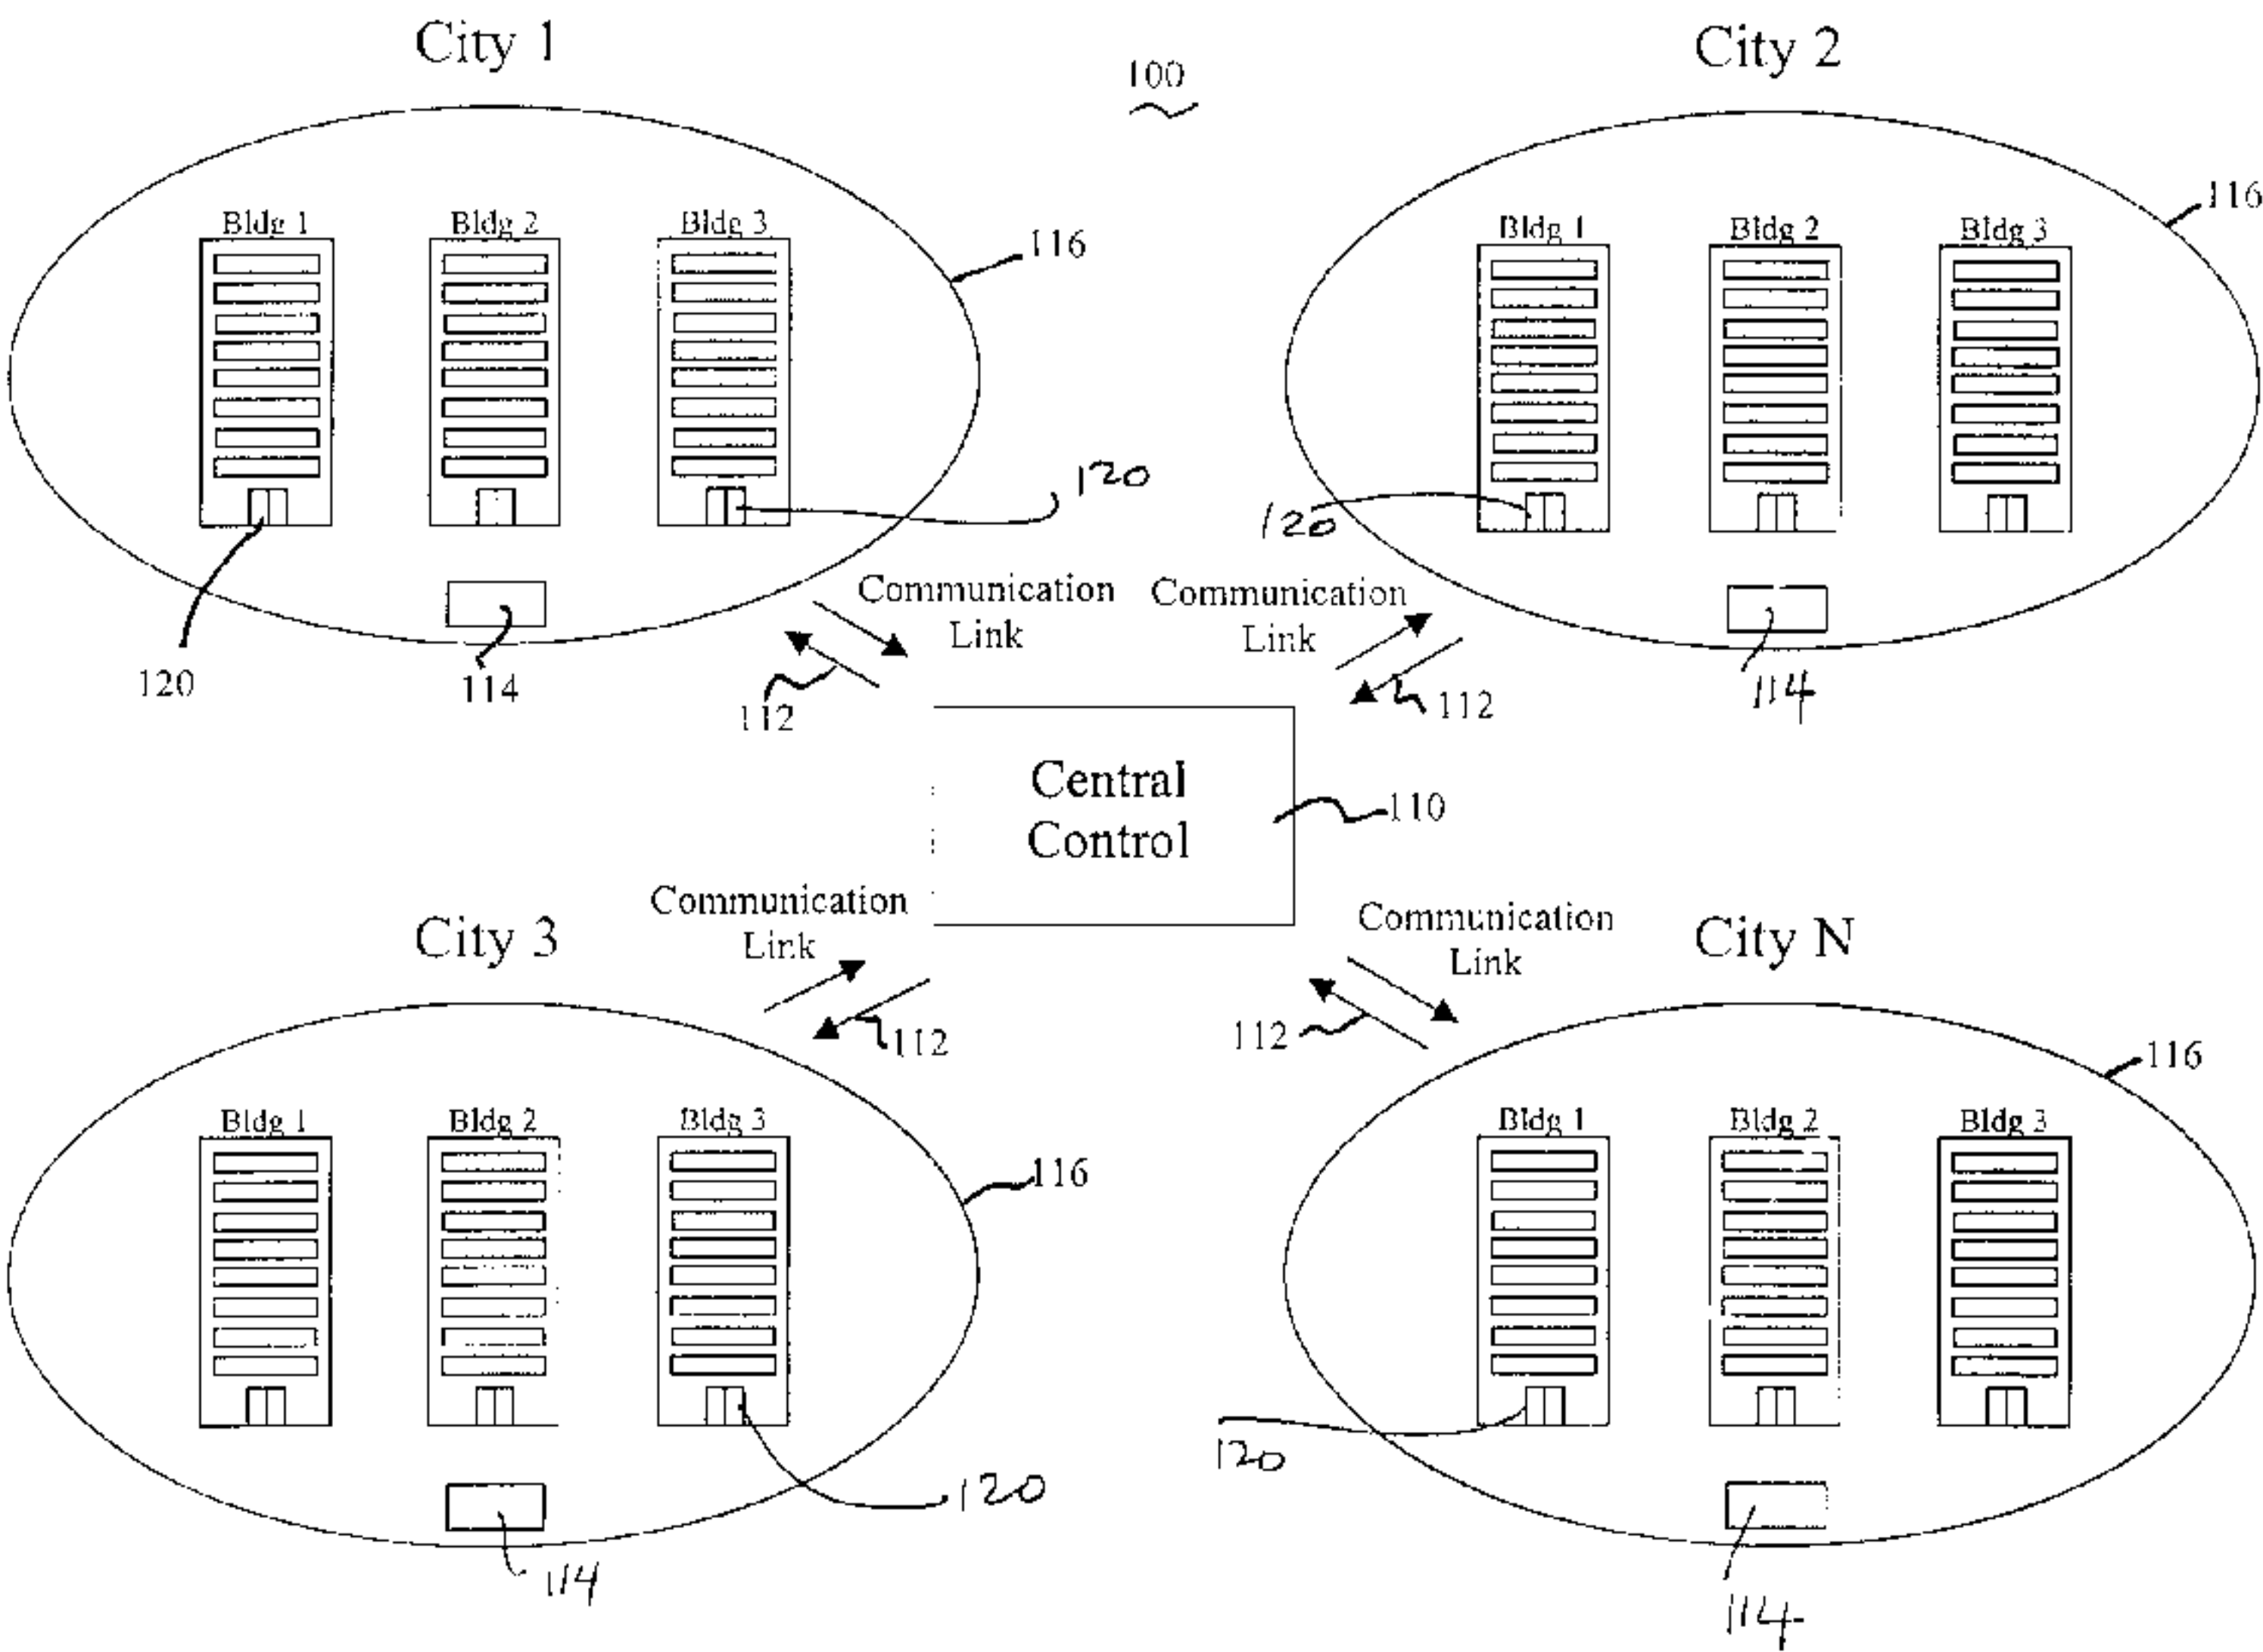 City 1
City 2
100
116
Bldg 1
Bldg 2
Bldg 3
116
Bldg 1
Bldg 2
Bldg 3
120
120
Communication
Link
Communication
Link
120
114
112
112
114
Central
Control
110
City 3
Communication
Link
Communication
Link
City N
112
112
116
Bldg 1
Bldg 2
Bldg 3
116
Bldg 1
Bldg 2
Bldg 3
120
120
114
114